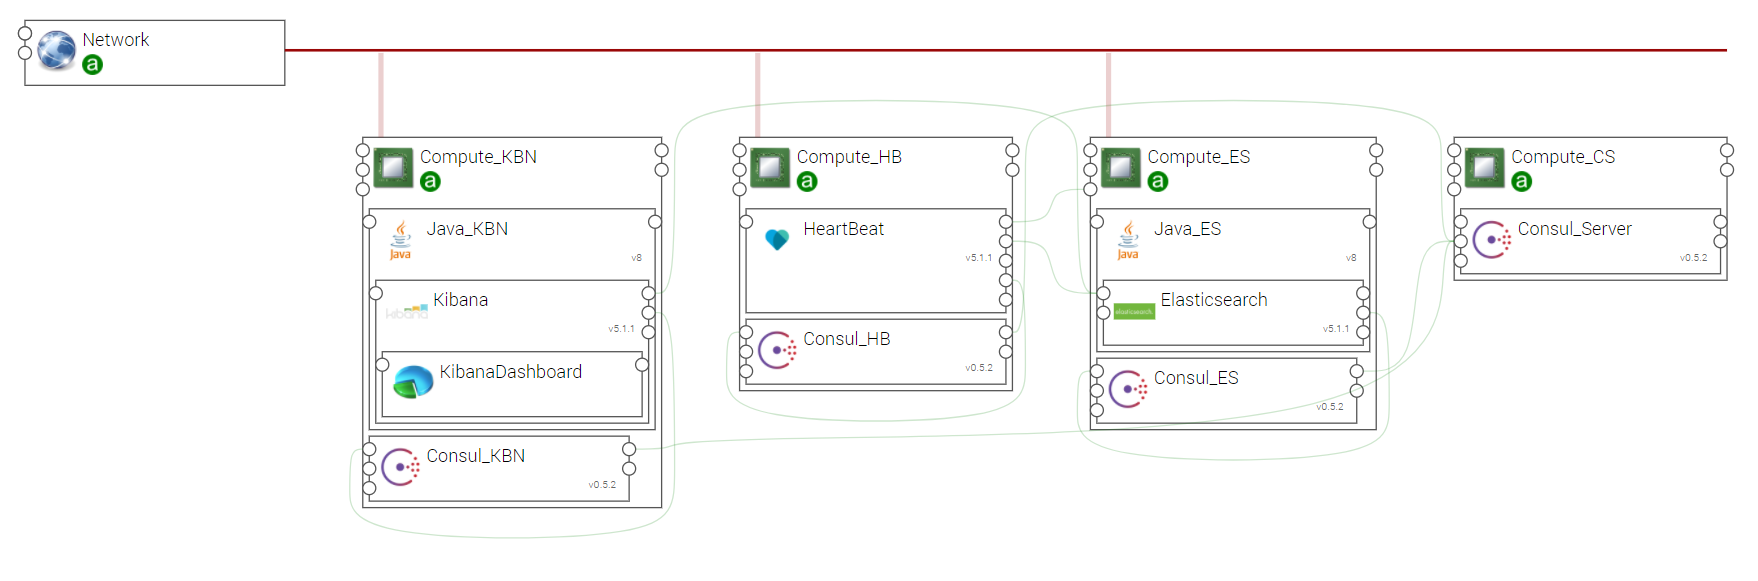 Network
a
Compute_KBN
a
Java_KBN
Java
v8
Kibana
kibana
v5.1.1
KibanaDashboard
Consul_KBN
v0.5.2
Compute_HB
a
HeartBeat
v5.1.1
Consul_HB
v0.5.2
Compute_ES
a
Java_ES
Java
v8
Elasticsearch
elasticsearch
v5.1.1
Consul_ES
v0.5.2
Compute_CS
a
Consul_Server
v0.5.2